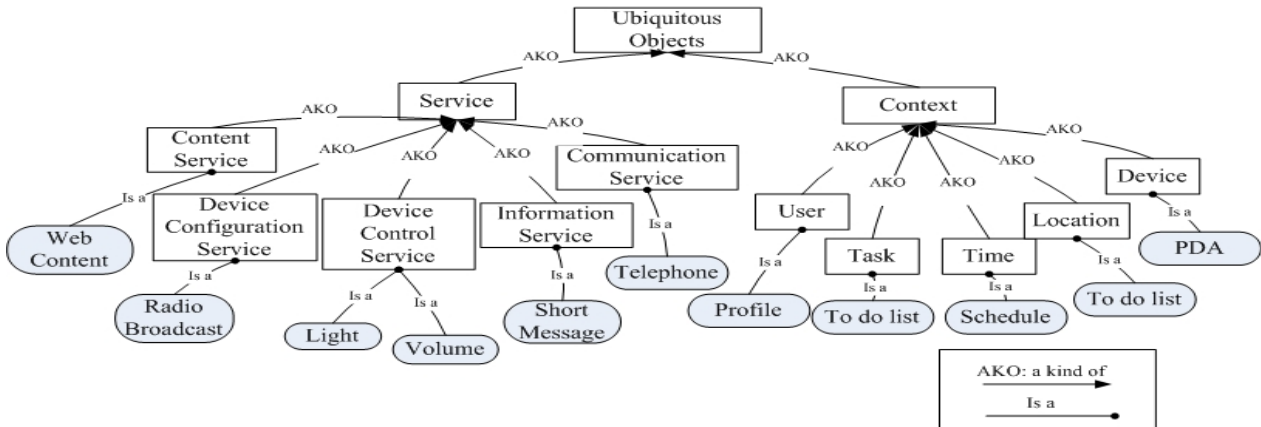 Ubiquitous
Objects
AKO
AKO
Service
Context
AKO
AKO
AKO
AKO
AKO
AKO
AKO
AKO
AKO
AKO
Content
Service
Communication
Service
Device
Is a
Device
Configuration
Service
Device
Control
Service
Information
Service
User
Location
Is a
Is a
Web
Content
Telephone
Task
Time
PDA
Is a
Is a
Is a
Is a
Is a
Is a
Is a
Is a
Is a
Radio
Broadcast
Light
Volume
Short
Message
Profile
To do list
Schedule
To do list
AKO: a kind of
Is a